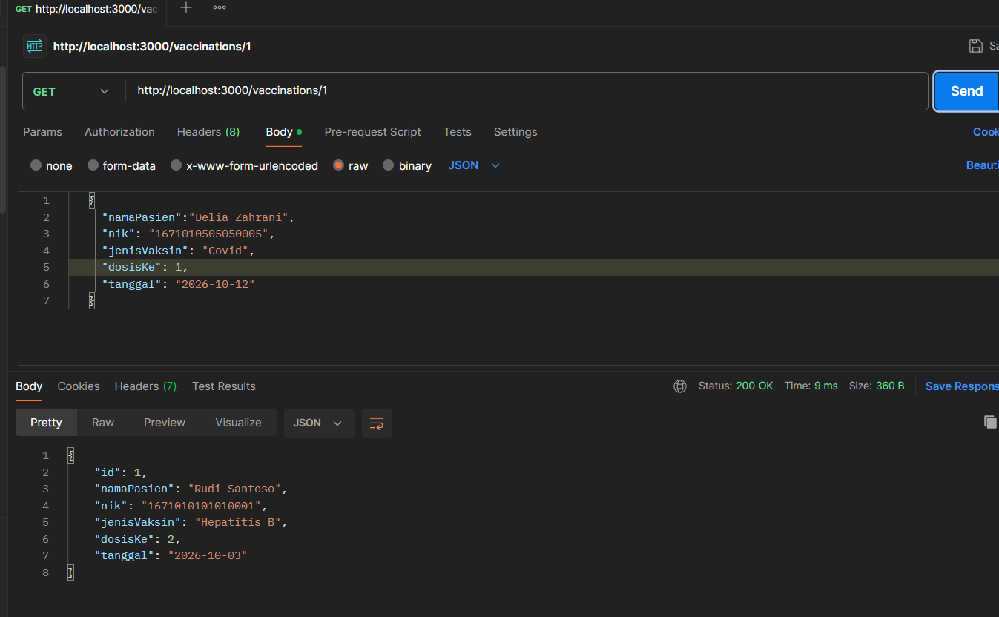 GET http://localhost:3000/vac
HTTP http://localhost:3000/vaccinations/1
Sa
GET http://localhost:3000/vaccinations/1 Send
Params Authorization Headers (8) Body Pre-request Script Tests Settings Cook
none form-data x-www-form-urlencoded raw binary JSON Beauti
1 {
2 "namaPasien":"Delia Zahrani",
3 "nik": "1671010505050005",
4 "jenisVaksin": "Covid",
5 "dosisKe": 1,
6 "tanggal": "2026-10-12"
7 }
Body Cookies Headers (7) Test Results Status: 200 OK Time: 9 ms Size: 360 B Save Respons
Pretty Raw Preview Visualize JSON
1 {
2 "id": 1,
3 "namaPasien": "Rudi Santoso",
4 "nik": "1671010101010001",
5 "jenisVaksin": "Hepatitis B",
6 "dosisKe": 2,
7 "tanggal": "2026-10-03"
8 }